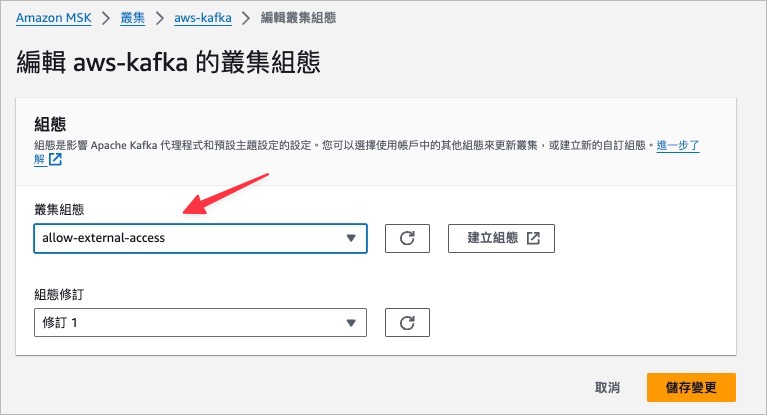 Amazon MSK > 叢集 > aws-kafka > 編輯叢集組態
編輯 aws-kafka 的叢集組態
組態
組態是影響 Apache Kafka 代理程式和預設主題設定的設定。您可以選擇使用帳戶中的其他組態來更新叢集，或建立新的自訂組態。進一步了
解
叢集組態
allow-external-access
建立組態
組態修訂
修訂 1
取消
儲存變更